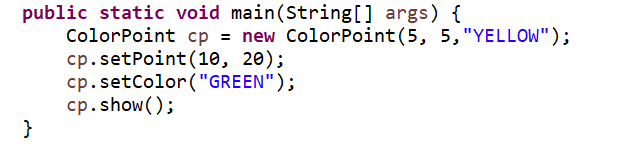 public static void main(String[] args) {
ColorPoint cp = new ColorPoint(5, 5,"YELLOW");
cp.setPoint(10, 20);
cp.setColor("GREEN");
cp.show();
}